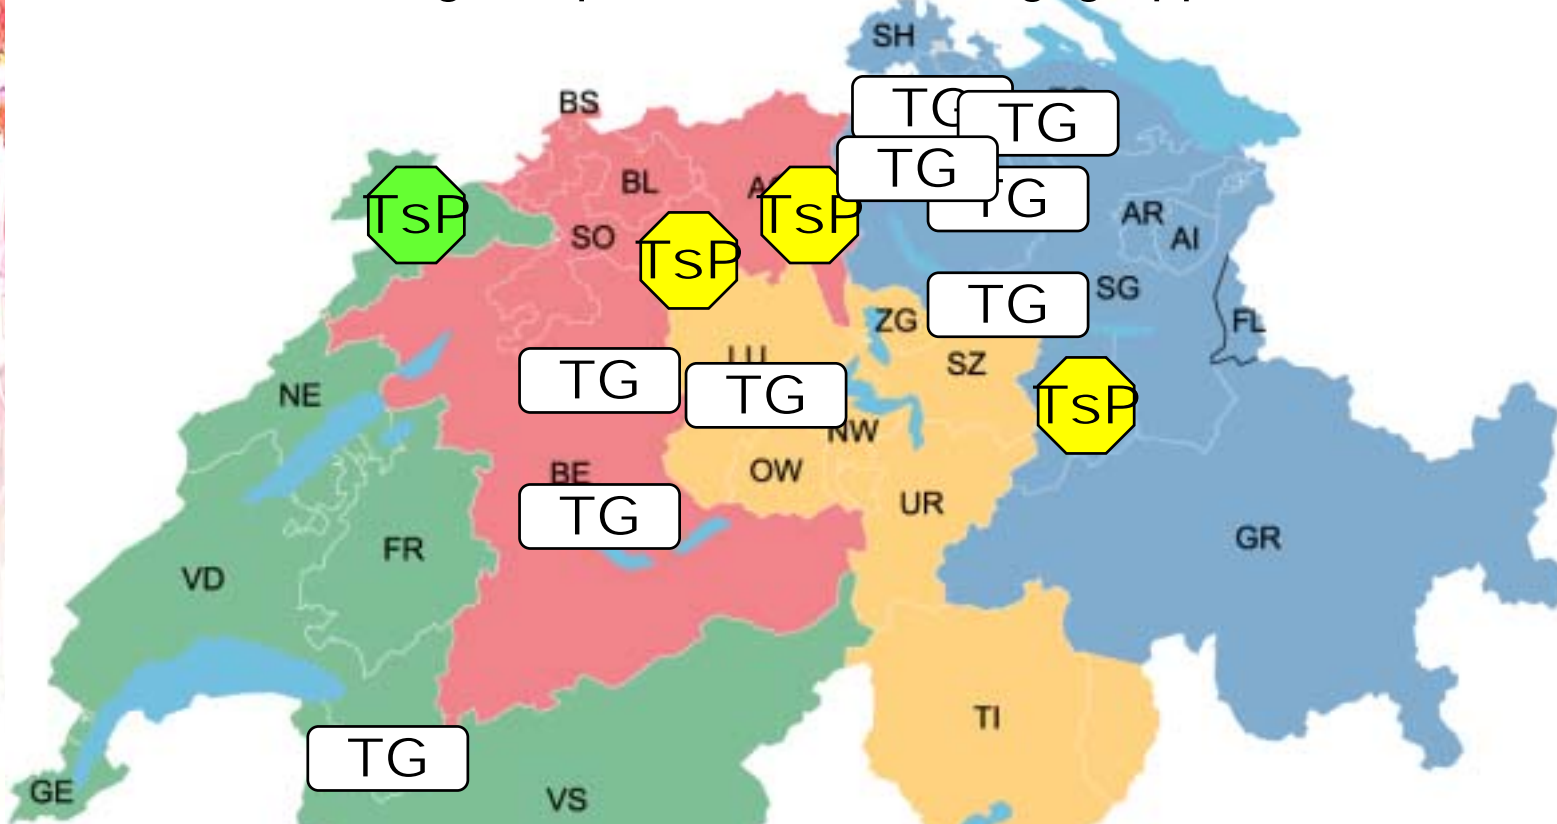 SH
BS
TG
TG
TG
TG
BL
TsP
TsP
SO
TsP
AR
AI
SG
TG
ZG
FL
LU
SZ
NE
TG
TG
TsP
NW
BE
OW
UR
TG
FR
GR
VD
TI
TG
GE
VS